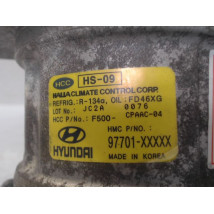 HCC HS-09
HALLA CLIMATE CONTROL CORP.
REFRIG.: R-134a, OIL: FD46XG
LOT NO.: JC2A 0076
HCC P/NO.: F500- CPAAC-04
HMC P/NO.:
HYUNDAI 97701-XXXXX
MADE IN KOREA